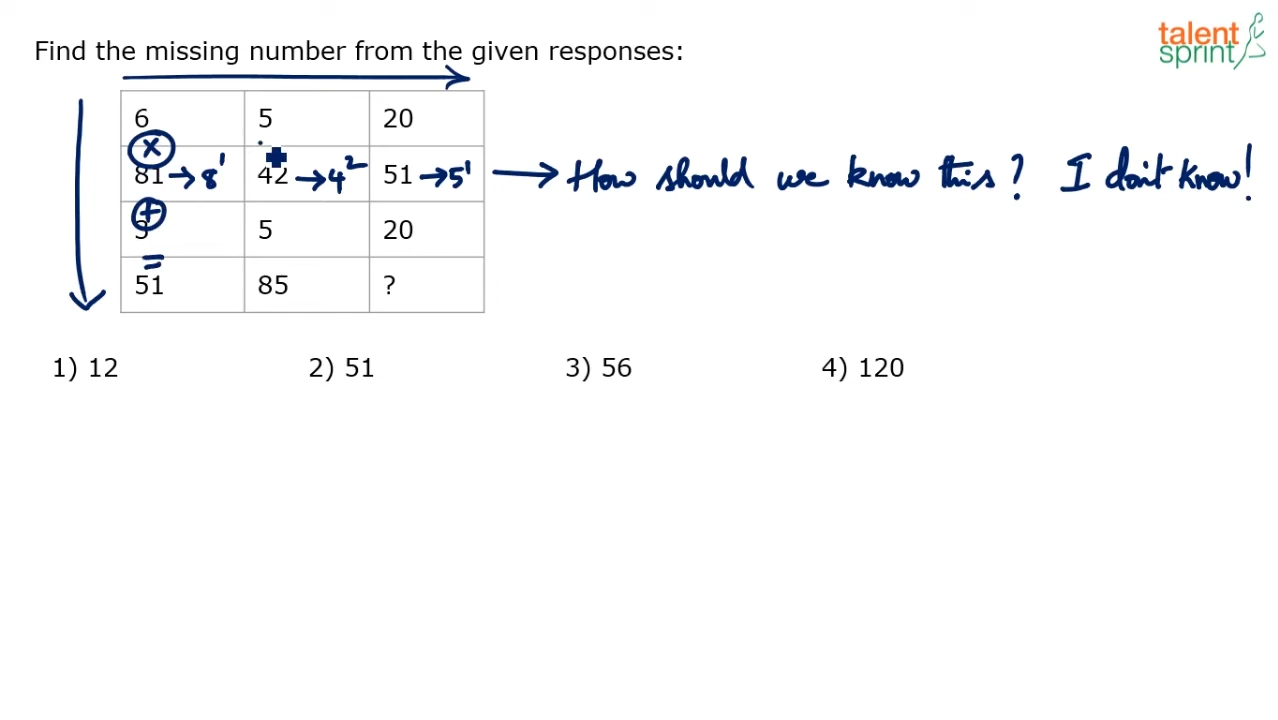 talent
sprint
Find the missing number from the given responses:
6 5 20
×
81 → 8¹ 42 → 4² 51 → 5¹ → How should we know this? I don't know!
+
3 5 20
=
51 85 ?
1) 12 2) 51 3) 56 4) 120